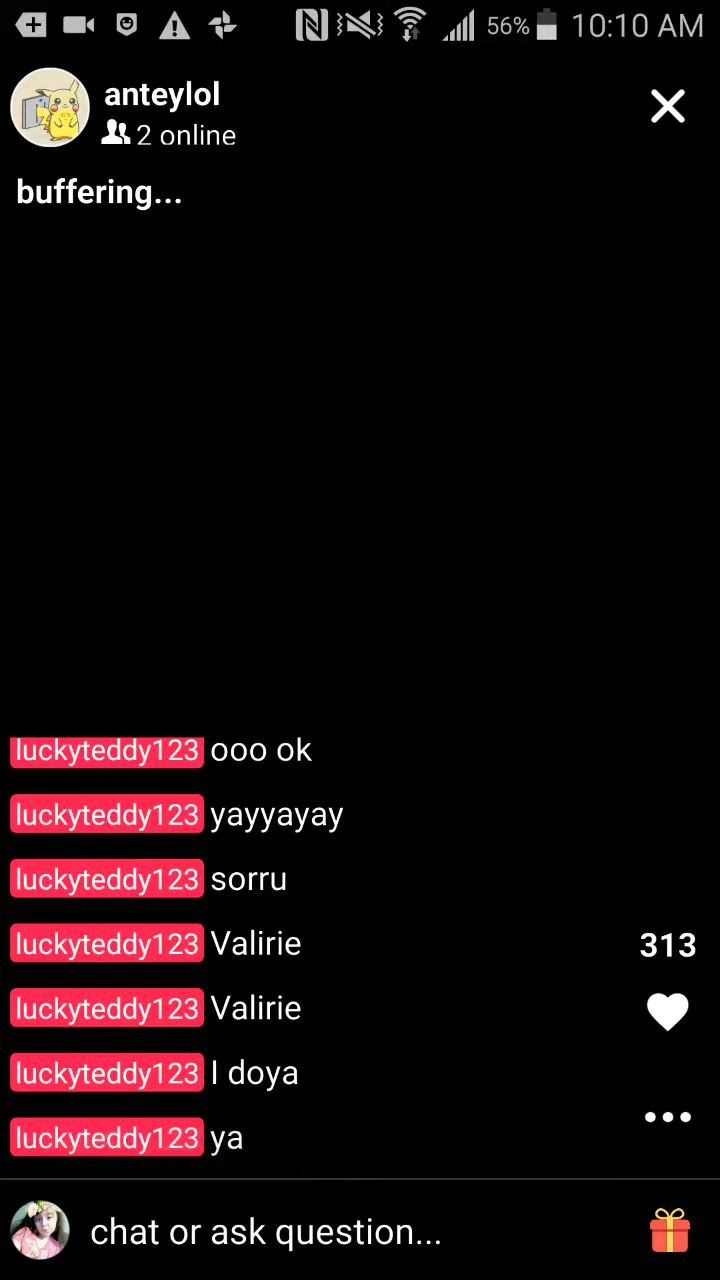 56% 10:10 AM
anteylol
2 online
buffering...
luckyteddy123 ooo ok
luckyteddy123 yayyayay
luckyteddy123 sorru
luckyteddy123 Valirie
313
luckyteddy123 Valirie
luckyteddy123 I doya
luckyteddy123 ya
chat or ask question...